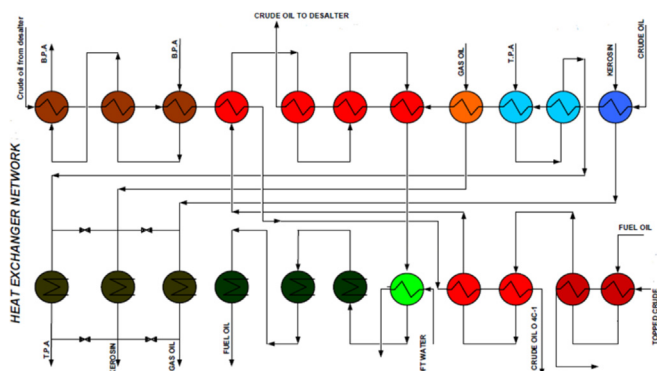 CRUDE OIL TO DESALTER
Crude oil from desalter
B.P.A
B.P.A
GAS OIL
T.P.A
KEROSIN
CRUDE OIL
HEAT EXCHANGER NETWORK
FUEL OIL
T.P.A
KEROSIN
GAS OIL
FUEL OIL
FT WATER
CRUDE OIL O 4C-1
TOPPED CRUDE